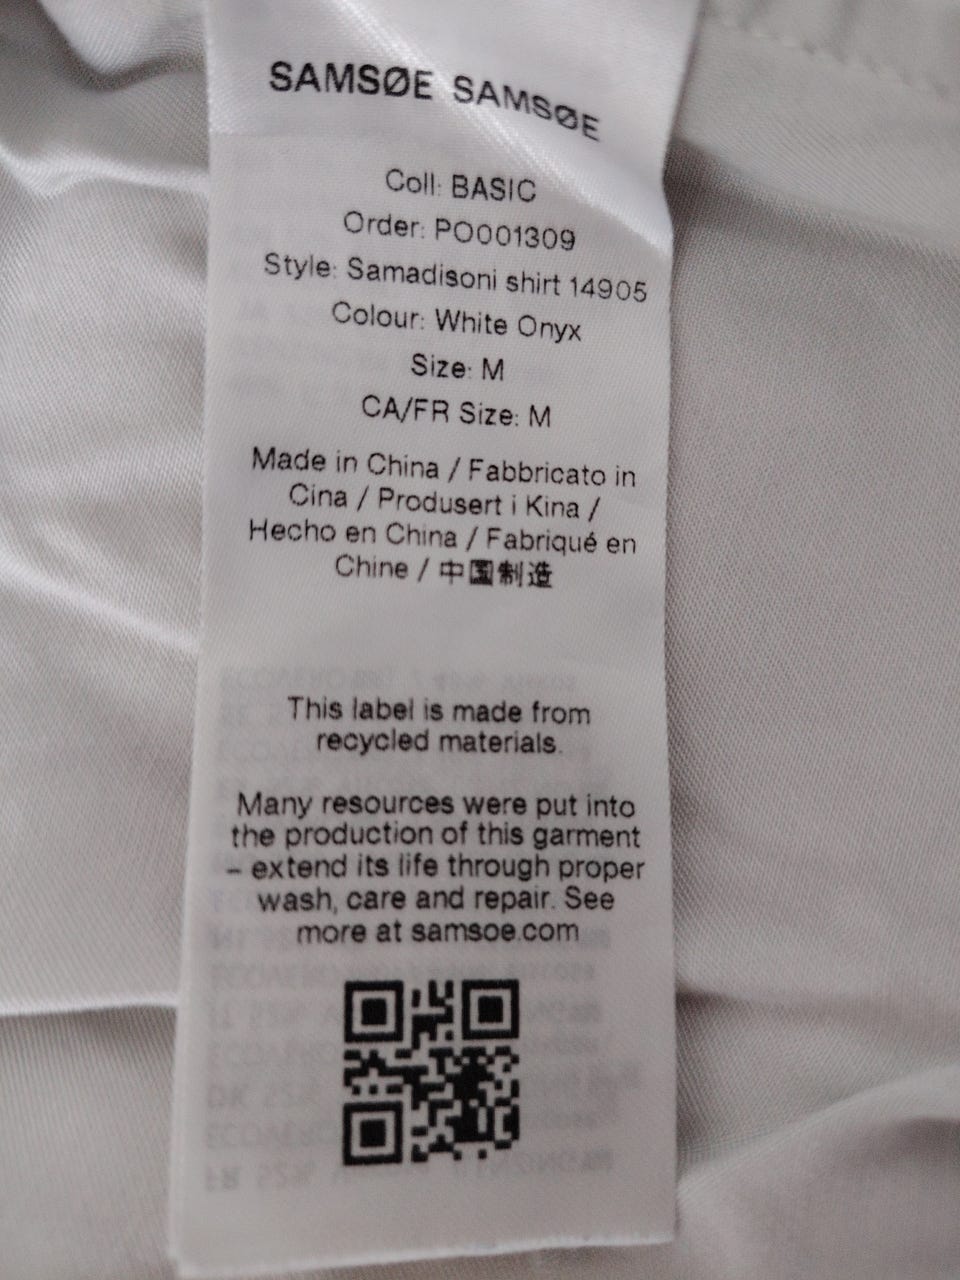 SAMSØE SAMSØE
Coll: BASIC
Order: PO001309
Style: Samadisoni shirt 14905
Colour: White Onyx
Size: M
CA/FR Size: M
Made in China / Fabbricato in
Cina / Produsert i Kina /
Hecho en China / Fabriqué en
Chine / 中国制造
This label is made from
recycled materials.
Many resources were put into
the production of this garment
– extend its life through proper
wash, care and repair. See
more at samsoe.com